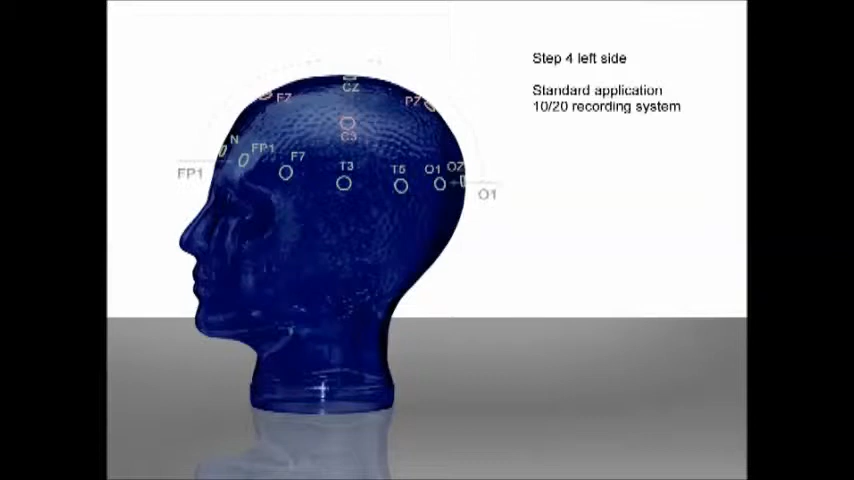 Step 4 left side
Standard application
10/20 recording system
CZ
FZ
PZ
C3
N
FP1
F7
T3
T5
O1
OZ
FP1
O1